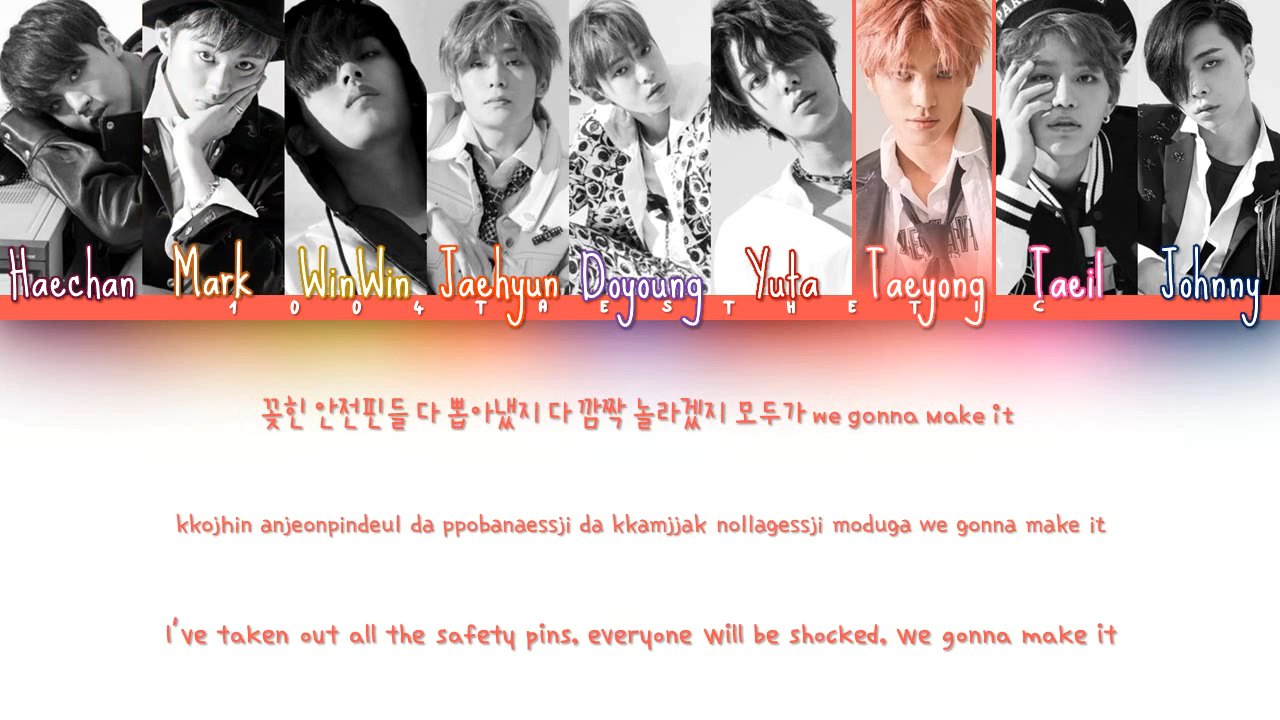 Haechan Mark WinWin Jaehyun Doyoung Yuta Taeyong Taeil Johnny
1 0 0 4 T A E S T H E T I C
꽂힌 안전핀들 다 뽑아냈지 다 깜짝 놀라겠지 모두가 we gonna make it
kkojhin anjeonpindeul da ppobanaessji da kkamjjak nollagessji moduga we gonna make it
I've taken out all the safety pins, everyone will be shocked, we gonna make it